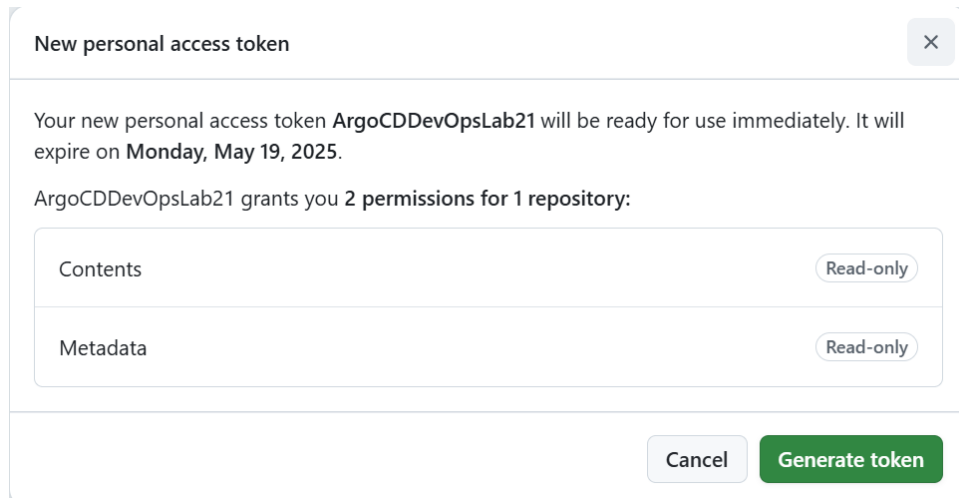 New personal access token
Your new personal access token ArgoCDDevOpsLab21 will be ready for use immediately. It will
expire on Monday, May 19, 2025.
ArgoCDDevOpsLab21 grants you 2 permissions for 1 repository:
Contents
Read-only
Metadata
Read-only
Cancel
Generate token